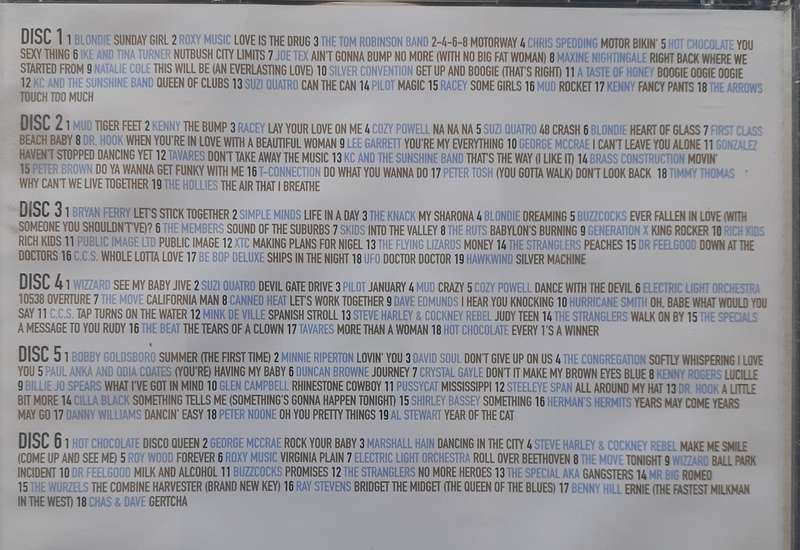 DISC 1 1 BLONDIE SUNDAY GIRL 2 ROXY MUSIC LOVE IS THE DRUG 3 THE TOM ROBINSON BAND 2-4-6-8 MOTORWAY 4 CHRIS SPEDDING MOTOR BIKIN' 5 HOT CHOCOLATE YOU
SEXY THING 6 IKE AND TINA TURNER NUTBUSH CITY LIMITS 7 JOE TEX AIN'T GONNA BUMP NO MORE (WITH NO BIG FAT WOMAN) 8 MAXINE NIGHTINGALE RIGHT BACK WHERE WE
STARTED FROM 9 NATALIE COLE THIS WILL BE (AN EVERLASTING LOVE) 10 SILVER CONVENTION GET UP AND BOOGIE (THAT'S RIGHT) 11 A TASTE OF HONEY BOOGIE OOGIE OOGIE
12 KC AND THE SUNSHINE BAND QUEEN OF CLUBS 13 SUZI QUATRO CAN THE CAN 14 PILOT MAGIC 15 RACEY SOME GIRLS 16 MUD ROCKET 17 KENNY FANCY PANTS 18 THE ARROWS
TOUCH TOO MUCH
DISC 2 1 MUD TIGER FEET 2 KENNY THE BUMP 3 RACEY LAY YOUR LOVE ON ME 4 COZY POWELL NA NA NA 5 SUZI QUATRO 48 CRASH 6 BLONDIE HEART OF GLASS 7 FIRST CLASS
BEACH BABY 8 DR. HOOK WHEN YOU'RE IN LOVE WITH A BEAUTIFUL WOMAN 9 LEE GARRETT YOU'RE MY EVERYTHING 10 GEORGE MCCRAE I CAN'T LEAVE YOU ALONE 11 GONZALEZ
HAVEN'T STOPPED DANCING YET 12 TAVARES DON'T TAKE AWAY THE MUSIC 13 KC AND THE SUNSHINE BAND THAT'S THE WAY (I LIKE IT) 14 BRASS CONSTRUCTION MOVIN'
15 PETER BROWN DO YA WANNA GET FUNKY WITH ME 16 T-CONNECTION DO WHAT YOU WANNA DO 17 PETER TOSH (YOU GOTTA WALK) DON'T LOOK BACK 18 TIMMY THOMAS
WHY CAN'T WE LIVE TOGETHER 19 THE HOLLIES THE AIR THAT I BREATHE
DISC 3 1 BRYAN FERRY LET'S STICK TOGETHER 2 SIMPLE MINDS LIFE IN A DAY 3 THE KNACK MY SHARONA 4 BLONDIE DREAMING 5 BUZZCOCKS EVER FALLEN IN LOVE (WITH
SOMEONE YOU SHOULDN'T'VE)? 6 THE MEMBERS SOUND OF THE SUBURBS 7 SKIDS INTO THE VALLEY 8 THE RUTS BABYLON'S BURNING 9 GENERATION X KING ROCKER 10 RICH KIDS
RICH KIDS 11 PUBLIC IMAGE LTD PUBLIC IMAGE 12 XTC MAKING PLANS FOR NIGEL 13 THE FLYING LIZARDS MONEY 14 THE STRANGLERS PEACHES 15 DR FEELGOOD DOWN AT THE
DOCTORS 16 C.C.S. WHOLE LOTTA LOVE 17 BE BOP DELUXE SHIPS IN THE NIGHT 18 UFO DOCTOR DOCTOR 19 HAWKWIND SILVER MACHINE
DISC 4 1 WIZZARD SEE MY BABY JIVE 2 SUZI QUATRO DEVIL GATE DRIVE 3 PILOT JANUARY 4 MUD CRAZY 5 COZY POWELL DANCE WITH THE DEVIL 6 ELECTRIC LIGHT ORCHESTRA
10538 OVERTURE 7 THE MOVE CALIFORNIA MAN 8 CANNED HEAT LET'S WORK TOGETHER 9 DAVE EDMUNDS I HEAR YOU KNOCKING 10 HURRICANE SMITH OH, BABE WHAT WOULD YOU
SAY 11 C.C.S. TAP TURNS ON THE WATER 12 MINK DE VILLE SPANISH STROLL 13 STEVE HARLEY & COCKNEY REBEL JUDY TEEN 14 THE STRANGLERS WALK ON BY 15 THE SPECIALS
A MESSAGE TO YOU RUDY 16 THE BEAT THE TEARS OF A CLOWN 17 TAVARES MORE THAN A WOMAN 18 HOT CHOCOLATE EVERY 1'S A WINNER
DISC 5 1 BOBBY GOLDSBORO SUMMER (THE FIRST TIME) 2 MINNIE RIPERTON LOVIN' YOU 3 DAVID SOUL DON'T GIVE UP ON US 4 THE CONGREGATION SOFTLY WHISPERING I LOVE
YOU 5 PAUL ANKA AND ODIA COATES (YOU'RE) HAVING MY BABY 6 DUNCAN BROWNE JOURNEY 7 CRYSTAL GAYLE DON'T IT MAKE MY BROWN EYES BLUE 8 KENNY ROGERS LUCILLE
9 BILLIE JO SPEARS WHAT I'VE GOT IN MIND 10 GLEN CAMPBELL RHINESTONE COWBOY 11 PUSSYCAT MISSISSIPPI 12 STEELEYE SPAN ALL AROUND MY HAT 13 DR. HOOK A LITTLE
BIT MORE 14 CILLA BLACK SOMETHING TELLS ME (SOMETHING'S GONNA HAPPEN TONIGHT) 15 SHIRLEY BASSEY SOMETHING 16 HERMAN'S HERMITS YEARS MAY COME YEARS
MAY GO 17 DANNY WILLIAMS DANCIN' EASY 18 PETER NOONE OH YOU PRETTY THINGS 19 AL STEWART YEAR OF THE CAT
DISC 6 1 HOT CHOCOLATE DISCO QUEEN 2 GEORGE MCCRAE ROCK YOUR BABY 3 MARSHALL HAIN DANCING IN THE CITY 4 STEVE HARLEY & COCKNEY REBEL MAKE ME SMILE
(COME UP AND SEE ME) 5 ROY WOOD FOREVER 6 ROXY MUSIC VIRGINIA PLAIN 7 ELECTRIC LIGHT ORCHESTRA ROLL OVER BEETHOVEN 8 THE MOVE TONIGHT 9 WIZZARD BALL PARK
INCIDENT 10 DR FEELGOOD MILK AND ALCOHOL 11 BUZZCOCKS PROMISES 12 THE STRANGLERS NO MORE HEROES 13 THE SPECIAL AKA GANGSTERS 14 MR BIG ROMEO
15 THE WURZELS THE COMBINE HARVESTER (BRAND NEW KEY) 16 RAY STEVENS BRIDGET THE MIDGET (THE QUEEN OF THE BLUES) 17 BENNY HILL ERNIE (THE FASTEST MILKMAN
IN THE WEST) 18 CHAS & DAVE GERTCHA